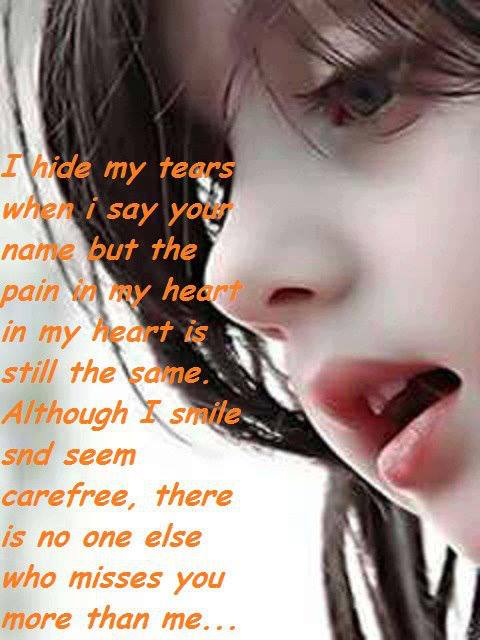 I hide my tears
when i say your
name but the
pain in my heart
in my heart is
still the same.
Although I smile
snd seem
carefree, there
is no one else
who misses you
more than me...